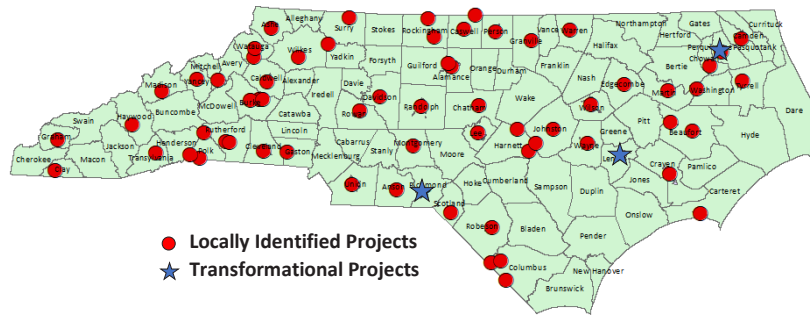 Ashe
Alleghany
Surry
Stokes
Rockingham
Caswell
Person
Granville
Vance
Warren
Northampton
Gates
Currituck
Camden
Pasquotank
Perquimans
Hertford
Halifax
Chowan
Bertie
Watauga
Wilkes
Yadkin
Forsyth
Guilford
Alamance
Orange
Durham
Franklin
Nash
Edgecombe
Martin
Washington
Tyrrell
Dare
Mitchell
Avery
Caldwell
Alexander
Iredell
Davie
Davidson
Randolph
Chatham
Wake
Wilson
Pitt
Beaufort
Hyde
Madison
Yancey
McDowell
Burke
Catawba
Rowan
Buncombe
Haywood
Swain
Graham
Rutherford
Lincoln
Cabarrus
Stanly
Montgomery
Moore
Lee
Harnett
Johnston
Wayne
Greene
Lenoir
Craven
Pamlico
Cherokee
Clay
Macon
Jackson
Transylvania
Henderson
Polk
Cleveland
Gaston
Mecklenburg
Union
Anson
Richmond
Hoke
Cumberland
Sampson
Duplin
Jones
Carteret
Scotland
Robeson
Bladen
Onslow
Pender
Columbus
New Hanover
Brunswick
Locally Identified Projects
Transformational Projects